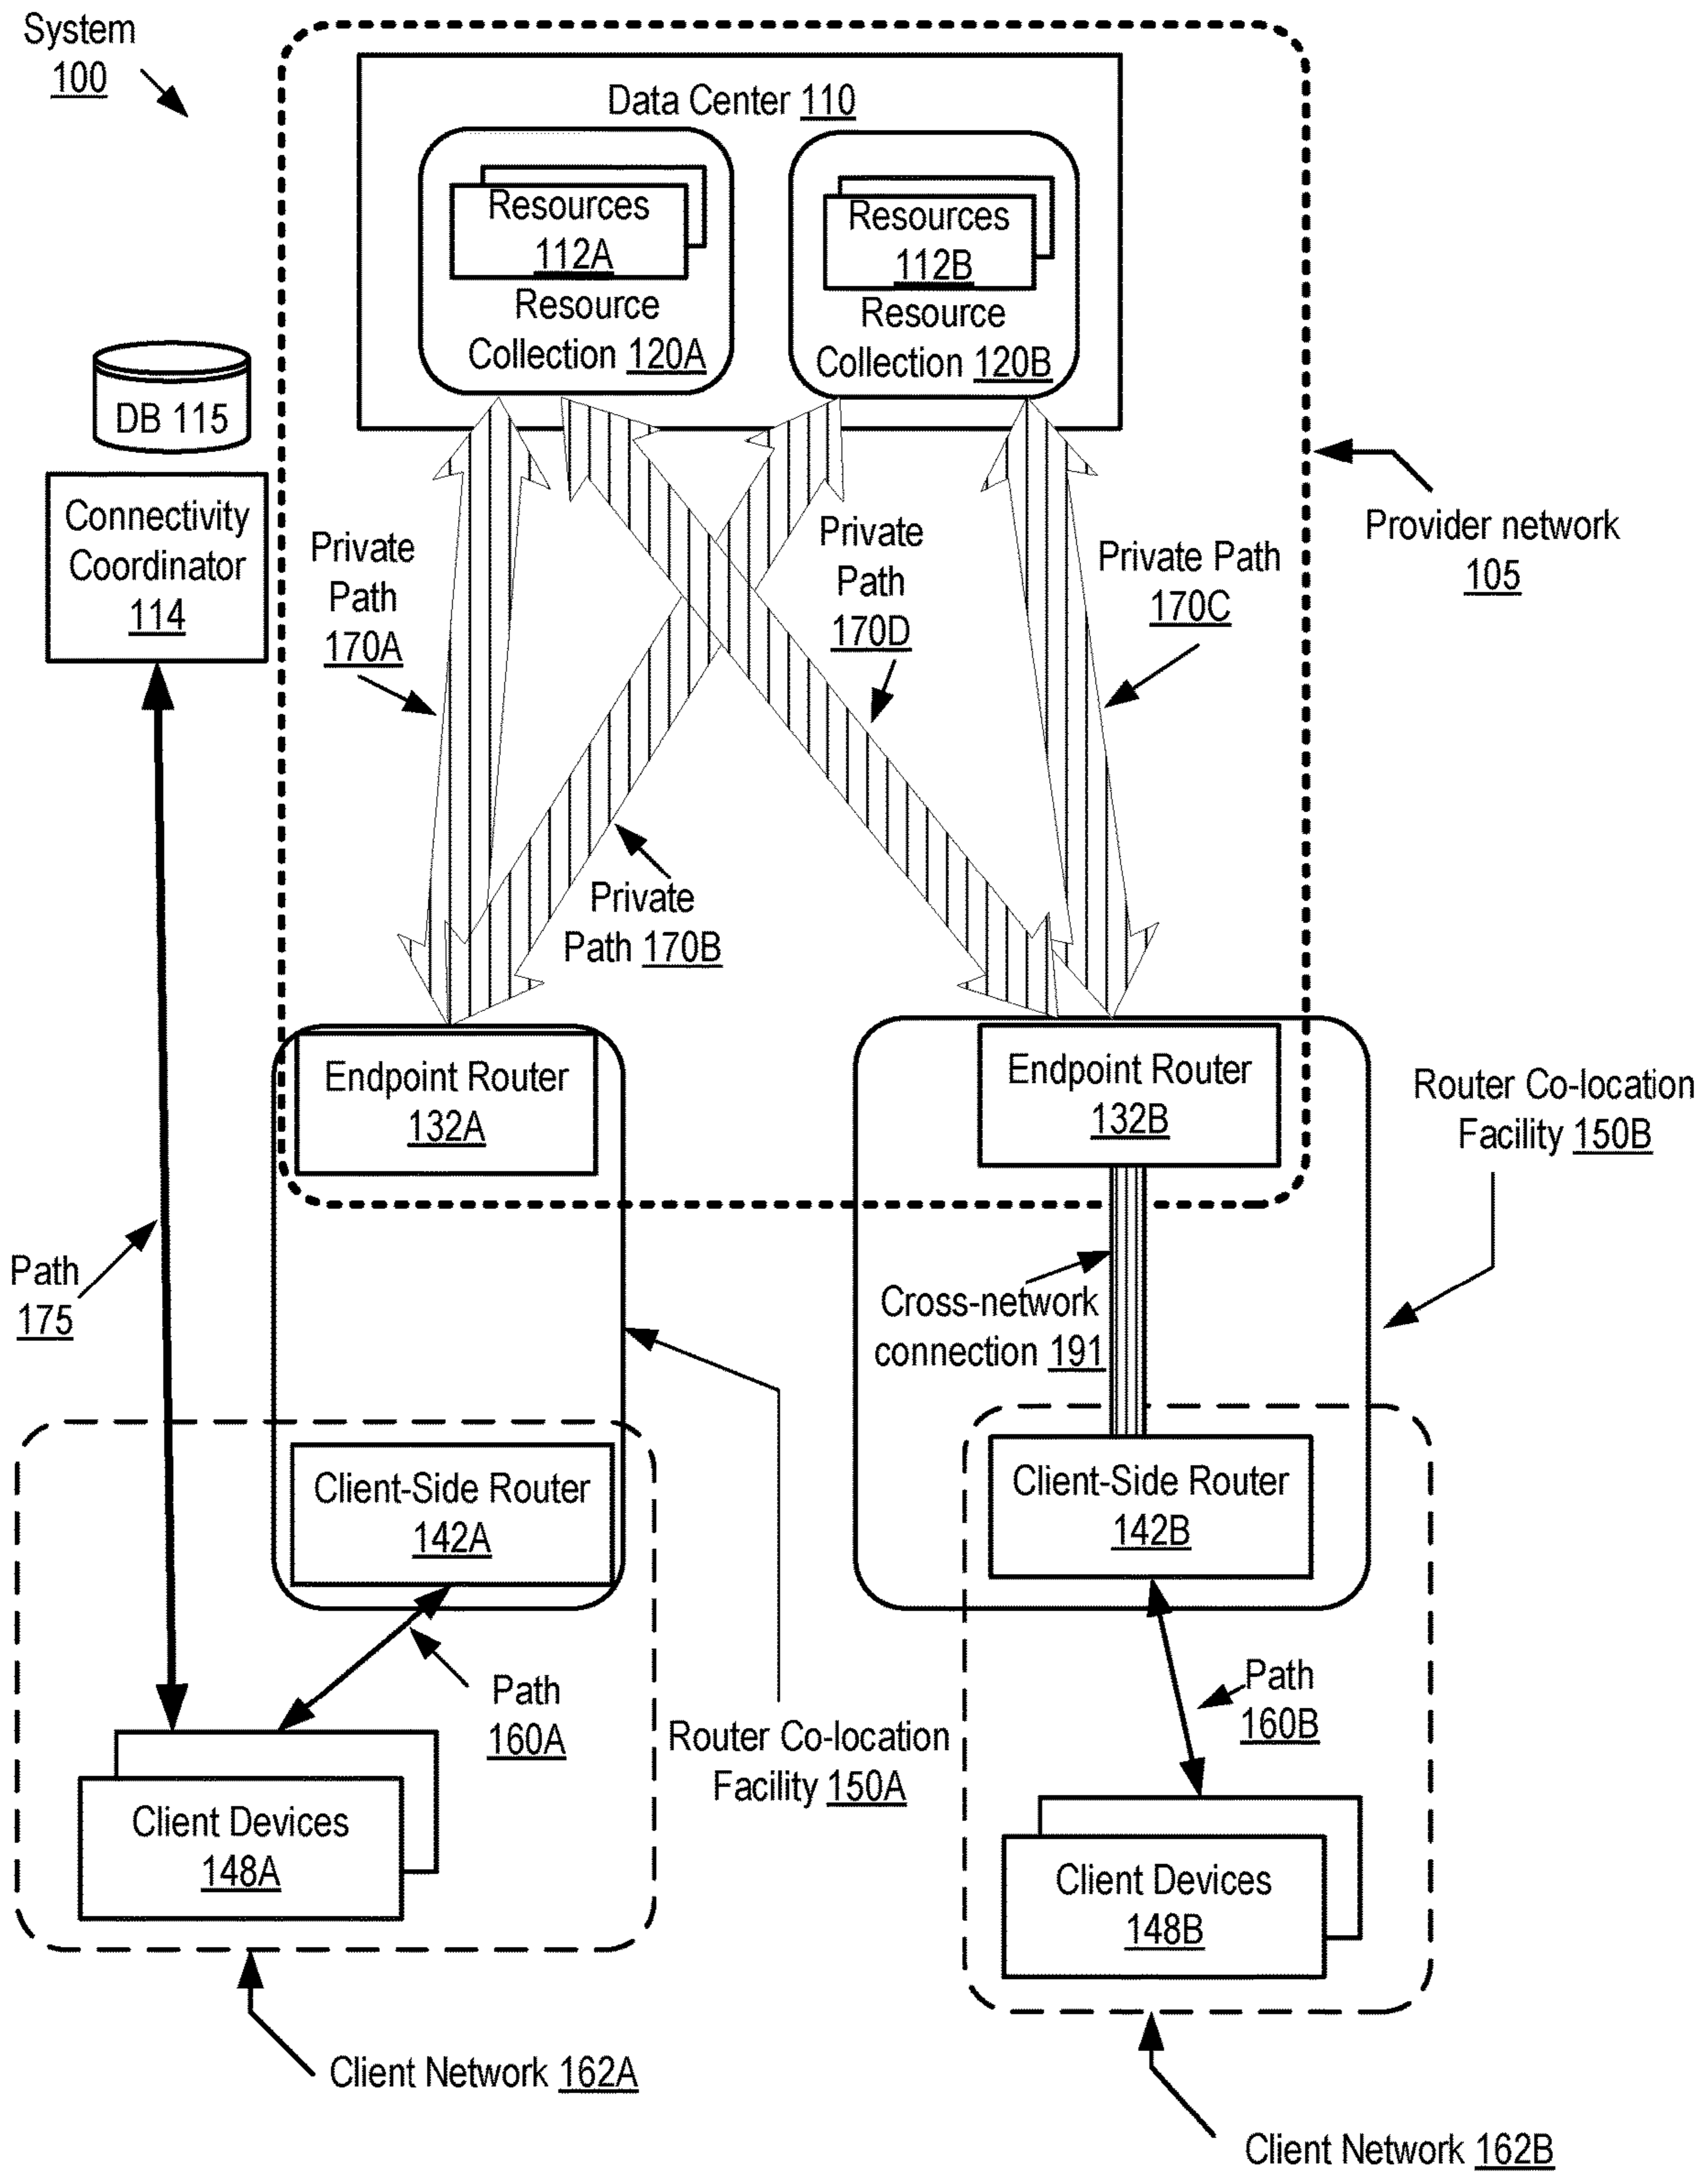 System
100
Data Center 110
Resources
112A
Resource
Collection 120A
Resources
112B
Resource
Collection 120B
DB 115
Connectivity
Coordinator
114
Provider network
105
Private
Path
170A
Private
Path
170D
Private Path
170C
Private
Path 170B
Endpoint Router
132A
Endpoint Router
132B
Router Co-location
Facility 150B
Path
175
Cross-network
connection 191
Client-Side Router
142A
Client-Side Router
142B
Path
160A
Path
160B
Router Co-location
Facility 150A
Client Devices
148A
Client Devices
148B
Client Network 162A
Client Network 162B